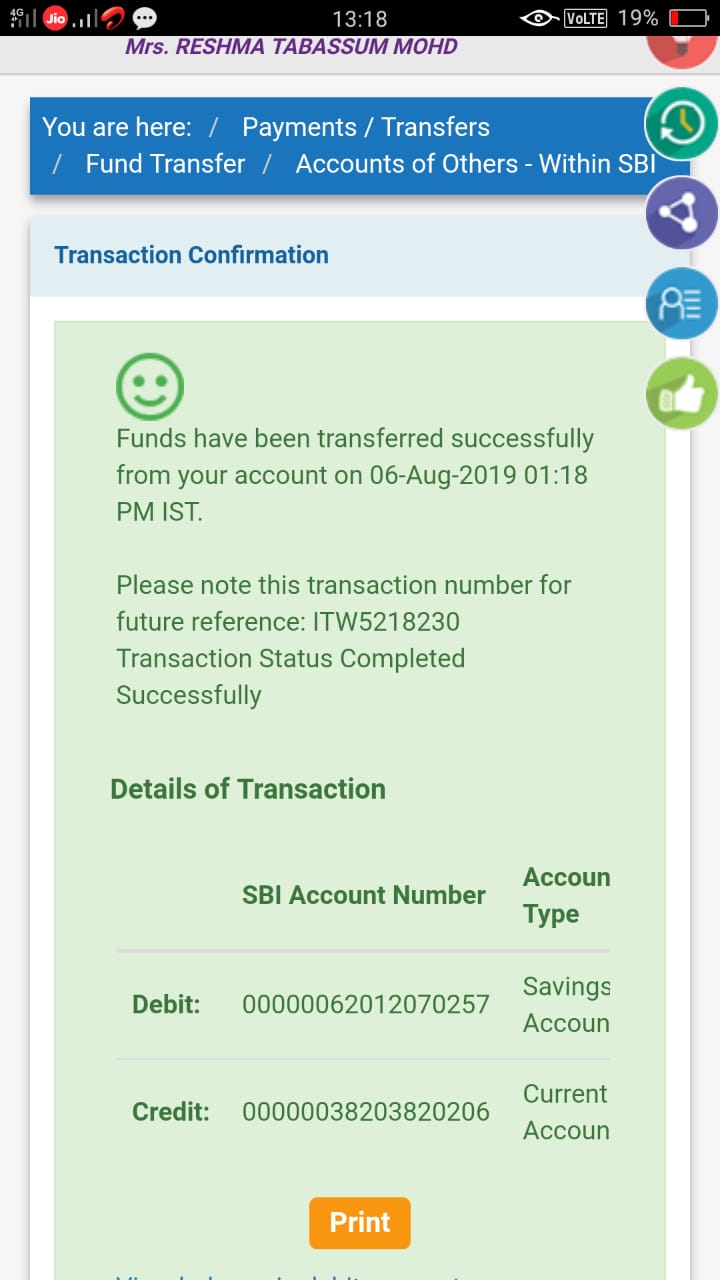 4G
Jio
13:18
VoLTE 19%
Mrs. RESHMA TABASSUM MOHD
You are here: / Payments / Transfers
/ Fund Transfer / Accounts of Others - Within SBI
Transaction Confirmation
Funds have been transferred successfully
from your account on 06-Aug-2019 01:18
PM IST.
Please note this transaction number for
future reference: ITW5218230
Transaction Status Completed
Successfully
Details of Transaction
SBI Account Number Accoun
Type
Debit: 00000062012070257 Savings
Accoun
Credit: 00000038203820206 Current
Accoun
Print